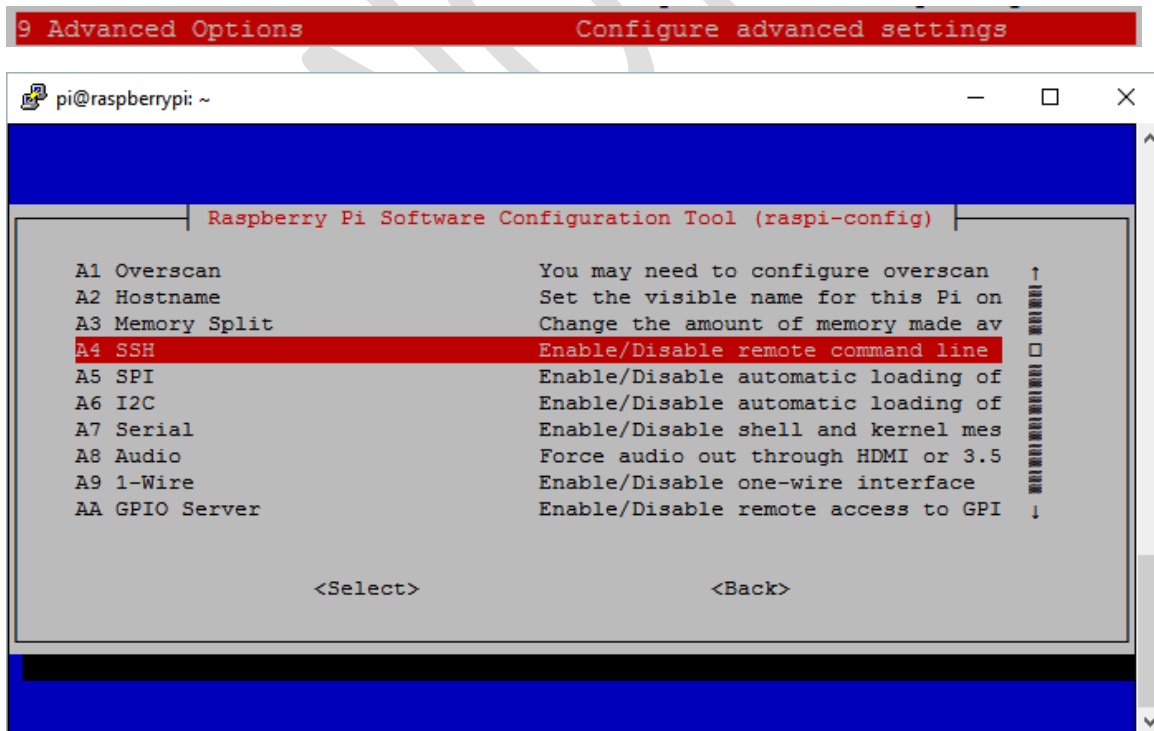 9 Advanced Options Configure advanced settings
pi@raspberrypi: ~
Raspberry Pi Software Configuration Tool (raspi-config)
A1 Overscan You may need to configure overscan
A2 Hostname Set the visible name for this Pi on
A3 Memory Split Change the amount of memory made av
A4 SSH Enable/Disable remote command line
A5 SPI Enable/Disable automatic loading of
A6 I2C Enable/Disable automatic loading of
A7 Serial Enable/Disable shell and kernel mes
A8 Audio Force audio out through HDMI or 3.5
A9 1-Wire Enable/Disable one-wire interface
AA GPIO Server Enable/Disable remote access to GPI
<Select> <Back>